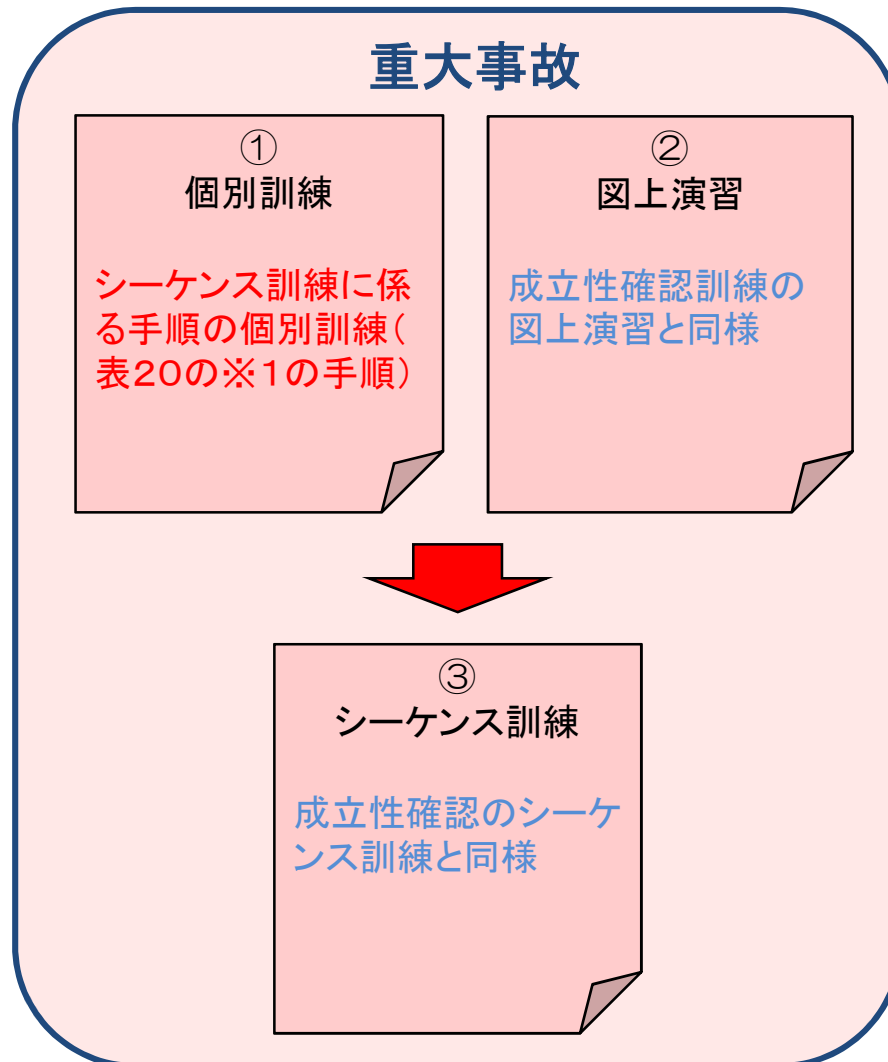 重大事故
①
個別訓練
シーケンス訓練に係
る手順の個別訓練(
表20の※1の手順)
②
図上演習
成立性確認訓練の
図上演習と同様
③
シーケンス訓練
成立性確認のシーケ
ンス訓練と同様